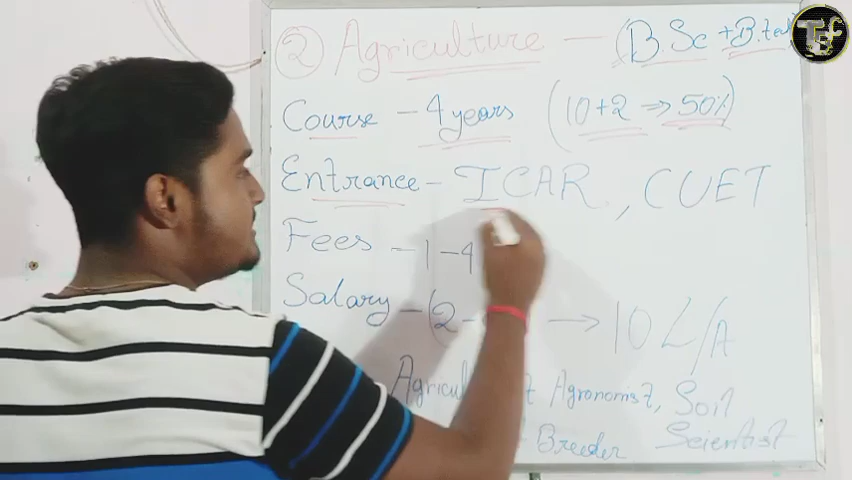 ② Agriculture - (B.Sc + B.tech
Course - 4 years (10+2 ⇒ 50%)
Entrance - ICAR, CUET
Fees - 1-4
Salary - (2 - → 10 L/A
Agronomist, Soil
Breeder Scientist